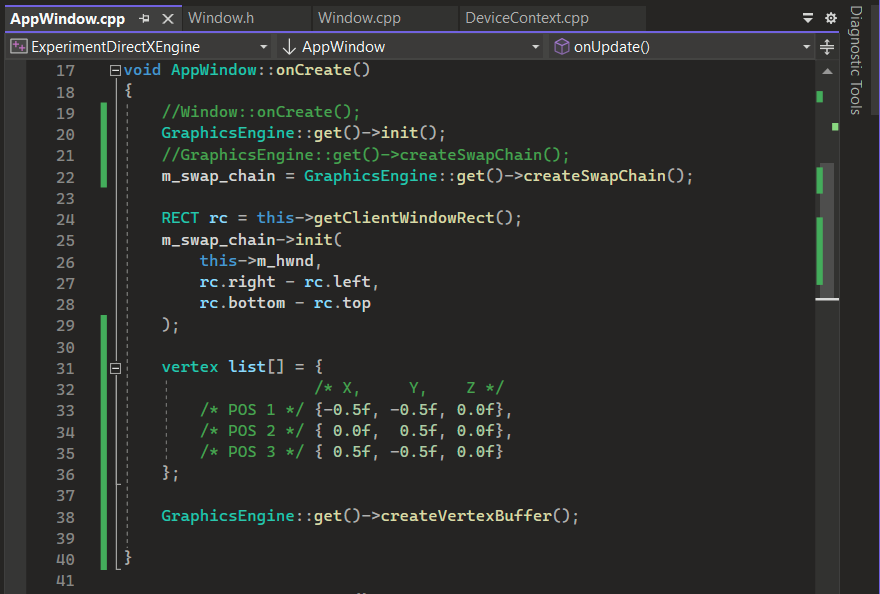 AppWindow.cpp Window.h Window.cpp DeviceContext.cpp
ExperimentDirectXEngine AppWindow onUpdate()
Diagnostic Tools
17 void AppWindow::onCreate()
18 {
19     //Window::onCreate();
20     GraphicsEngine::get()->init();
21     //GraphicsEngine::get()->createSwapChain();
22     m_swap_chain = GraphicsEngine::get()->createSwapChain();
23
24     RECT rc = this->getClientWindowRect();
25     m_swap_chain->init(
26         this->m_hwnd,
27         rc.right - rc.left,
28         rc.bottom - rc.top
29     );
30
31     vertex list[] = {
32                     /* X,     Y,    Z */
33         /* POS 1 */ {-0.5f, -0.5f, 0.0f},
34         /* POS 2 */ { 0.0f,  0.5f, 0.0f},
35         /* POS 3 */ { 0.5f, -0.5f, 0.0f}
36     };
37
38     GraphicsEngine::get()->createVertexBuffer();
39
40 }
41